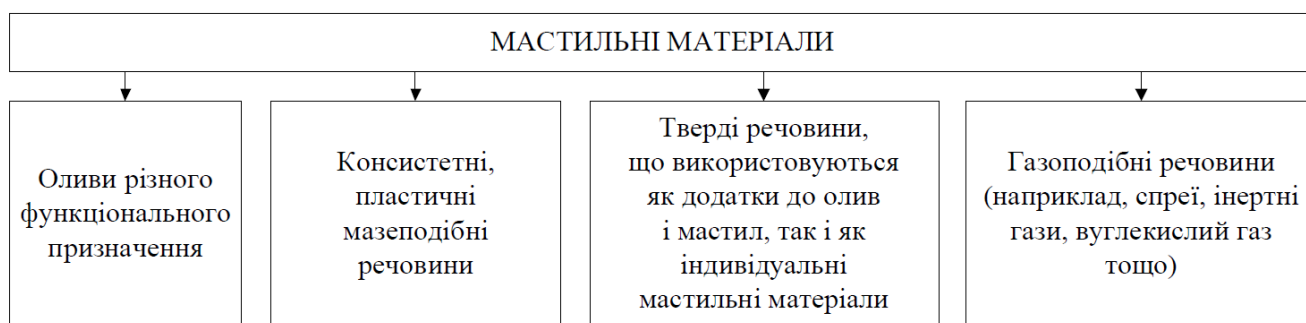 МАСТИЛЬНІ МАТЕРІАЛИ
Оливи різного
функціонального
призначення
Консистетні,
пластичні
мазеподібні
речовини
Тверді речовини,
що використовуються
як додатки до олив
і мастил, так і як
індивідуальні
мастильні матеріали
Газоподібні речовини
(наприклад, спреї, інертні
гази, вуглекислий газ
тощо)